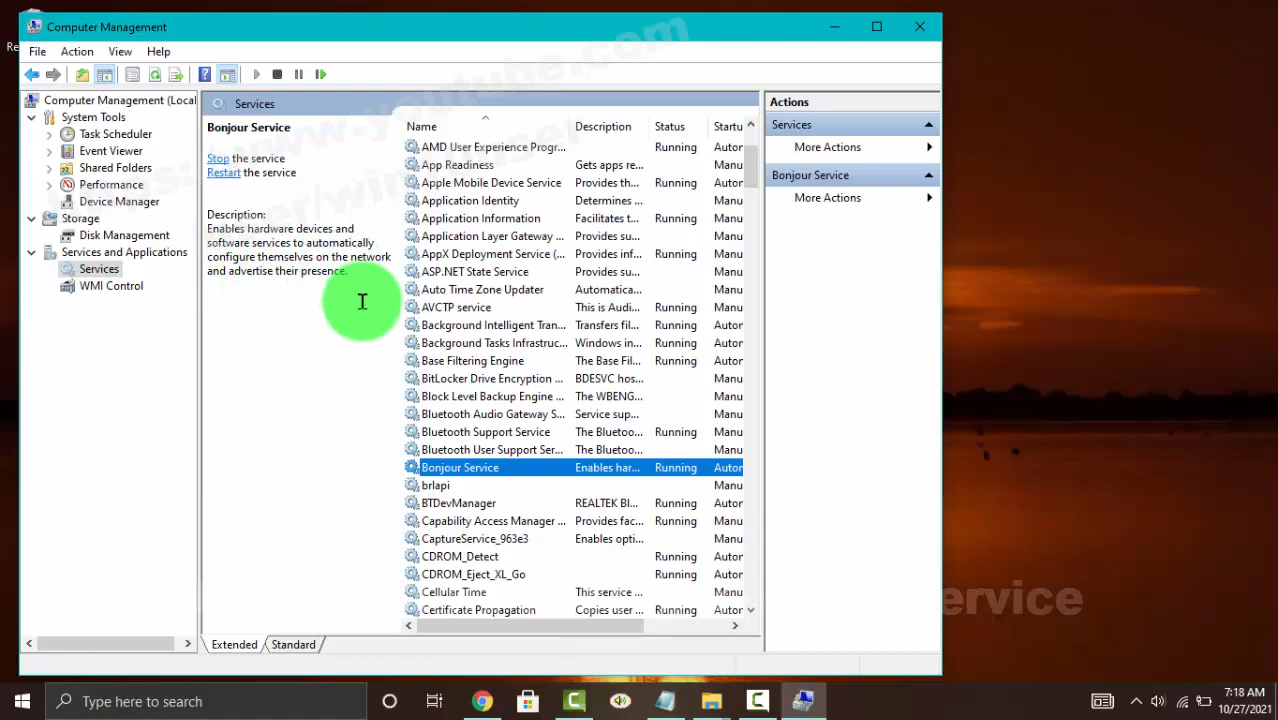 Re
Computer Management
File Action View Help
Computer Management (Local
System Tools
Task Scheduler
Event Viewer
Shared Folders
Performance
Device Manager
Storage
Disk Management
Services and Applications
Services
WMI Control
Services
Bonjour Service
Stop the service
Restart the service
Description:
Enables hardware devices and
software services to automatically
configure themselves on the network
and advertise their presence.
Name Description Status Startu
AMD User Experience Progr... Running Autor
App Readiness Gets apps re... Manu
Apple Mobile Device Service Provides th... Running Autor
Application Identity Determines ... Manu
Application Information Facilitates t... Running Manu
Application Layer Gateway ... Provides su... Manu
AppX Deployment Service (... Provides inf... Running Manu
ASP.NET State Service Provides su... Manu
Auto Time Zone Updater Automatica... Manu
AVCTP service This is Audi... Running Manu
Background Intelligent Tran... Transfers fil... Running Autor
Background Tasks Infrastruc... Windows in... Running Autor
Base Filtering Engine The Base Fil... Running Autor
BitLocker Drive Encryption ... BDESVC hos... Manu
Block Level Backup Engine ... The WBENG... Manu
Bluetooth Audio Gateway S... Service sup... Manu
Bluetooth Support Service The Bluetoo... Running Manu
Bluetooth User Support Ser... The Bluetoo... Manu
Bonjour Service Enables har... Running Autor
brlapi Manu
BTDevManager REALTEK Bl... Running Autor
Capability Access Manager ... Provides fac... Running Manu
CaptureService_963e3 Enables opti... Manu
CDROM_Detect Running Autor
CDROM_Eject_XL_Go Running Autor
Cellular Time This service ... Manu
Certificate Propagation Copies user ... Running Manu
Extended Standard
Actions
Services
More Actions
Bonjour Service
More Actions
ervice
Type here to search
7:18 AM
10/27/2021